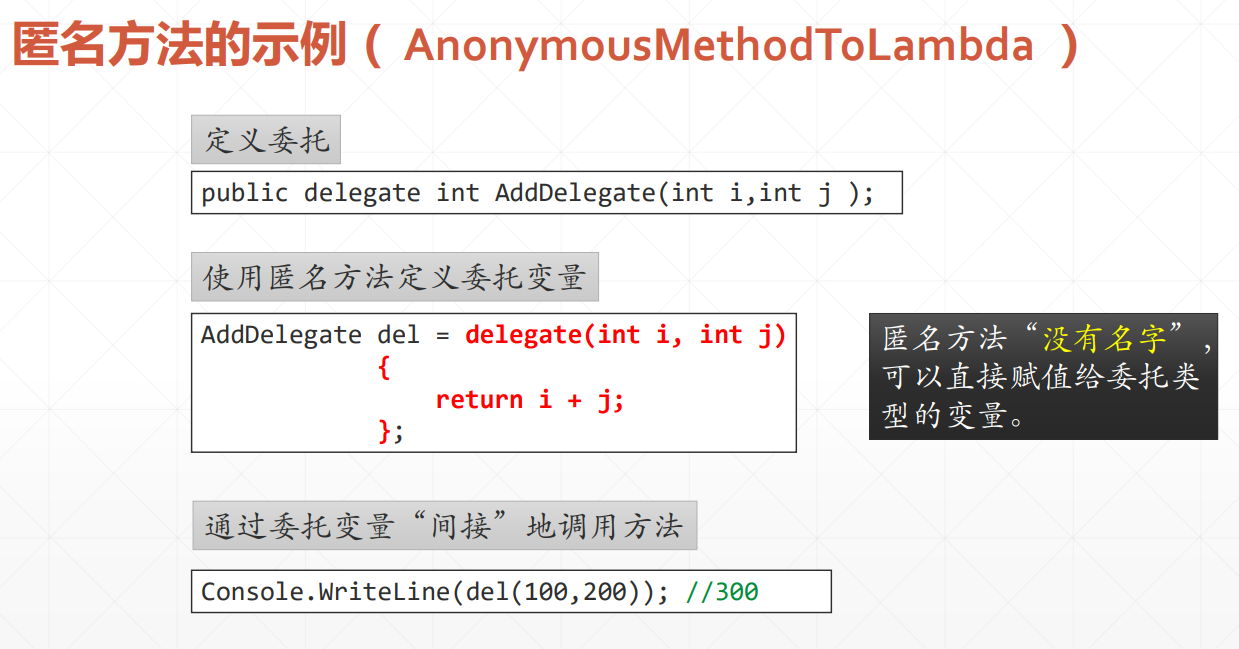 匿名方法的示例（ AnonymousMethodToLambda ）
定义委托
public delegate int AddDelegate(int i,int j );
使用匿名方法定义委托变量
AddDelegate del = delegate(int i, int j)
{
return i + j;
};
匿名方法“没有名字”，
可以直接赋值给委托类
型的变量。
通过委托变量“间接”地调用方法
Console.WriteLine(del(100,200)); //300